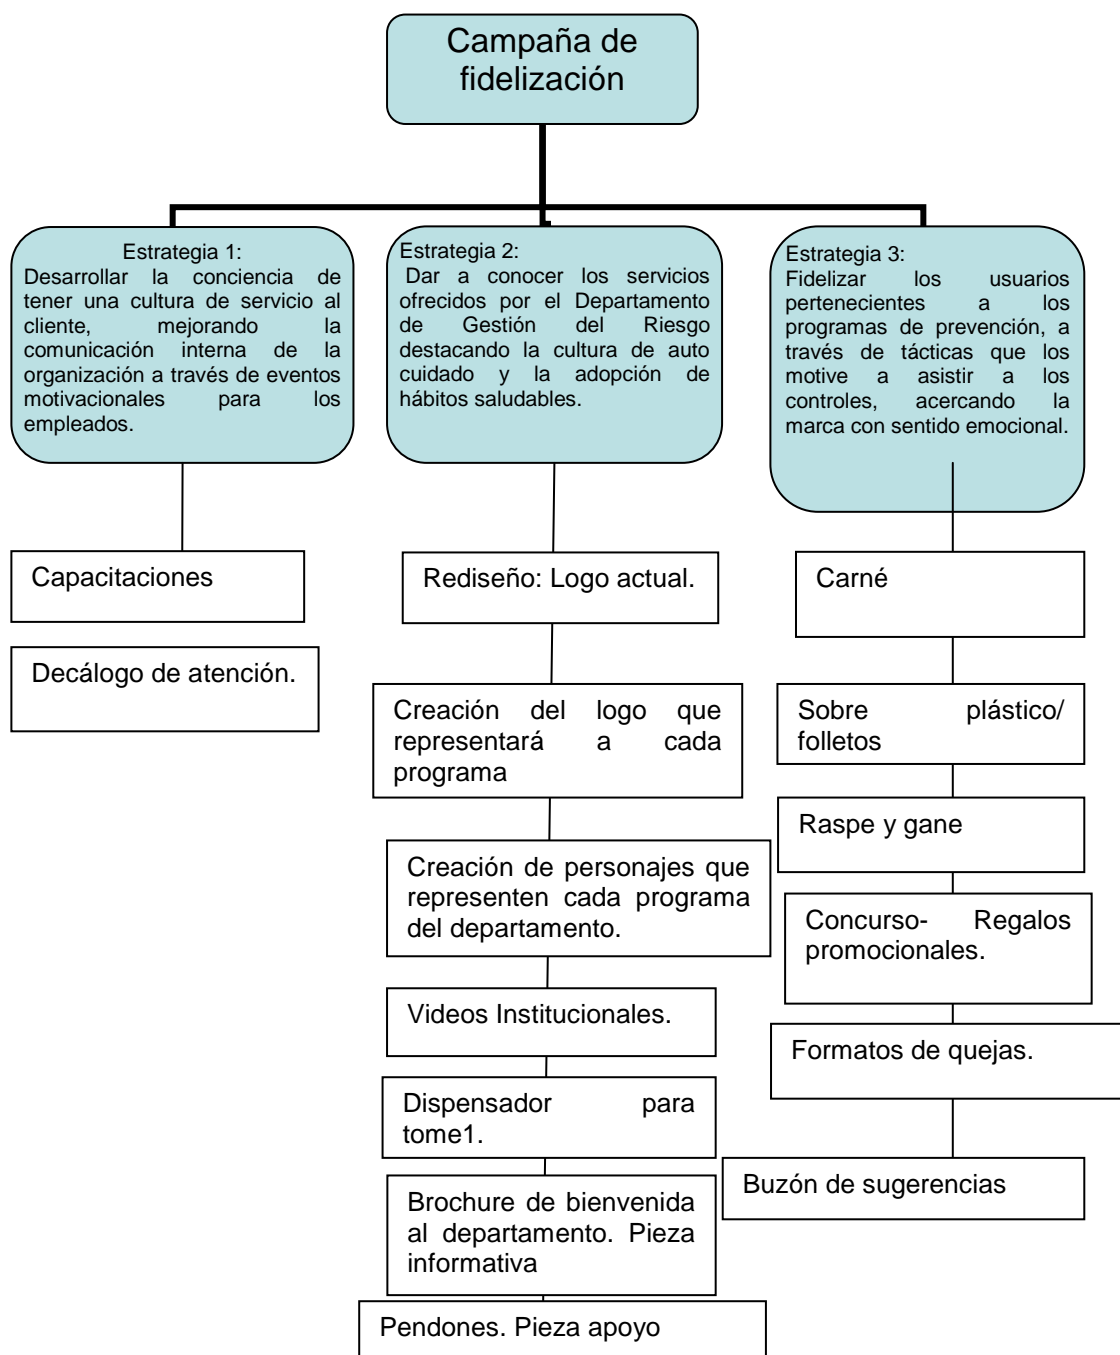 Campaña de
fidelización
Estrategia 1:
Desarrollar la conciencia de
tener una cultura de servicio al
cliente, mejorando la
comunicación interna de la
organización a través de eventos
motivacionales para los
empleados.
Estrategia 2:
Dar a conocer los servicios
ofrecidos por el Departamento
de Gestión del Riesgo
destacando la cultura de auto
cuidado y la adopción de
hábitos saludables.
Estrategia 3:
Fidelizar los usuarios
pertenecientes a los
programas de prevención, a
través de tácticas que los
motive a asistir a los
controles, acercando la
marca con sentido emocional.
Capacitaciones
Decálogo de atención.
Rediseño: Logo actual.
Creación del logo que
representará a cada
programa
Creación de personajes que
representen cada programa
del departamento.
Videos Institucionales.
Dispensador para
tome1.
Brochure de bienvenida
al departamento. Pieza
informativa
Pendones. Pieza apoyo
Carné
Sobre plástico/
folletos
Raspe y gane
Concurso- Regalos
promocionales.
Formatos de quejas.
Buzón de sugerencias